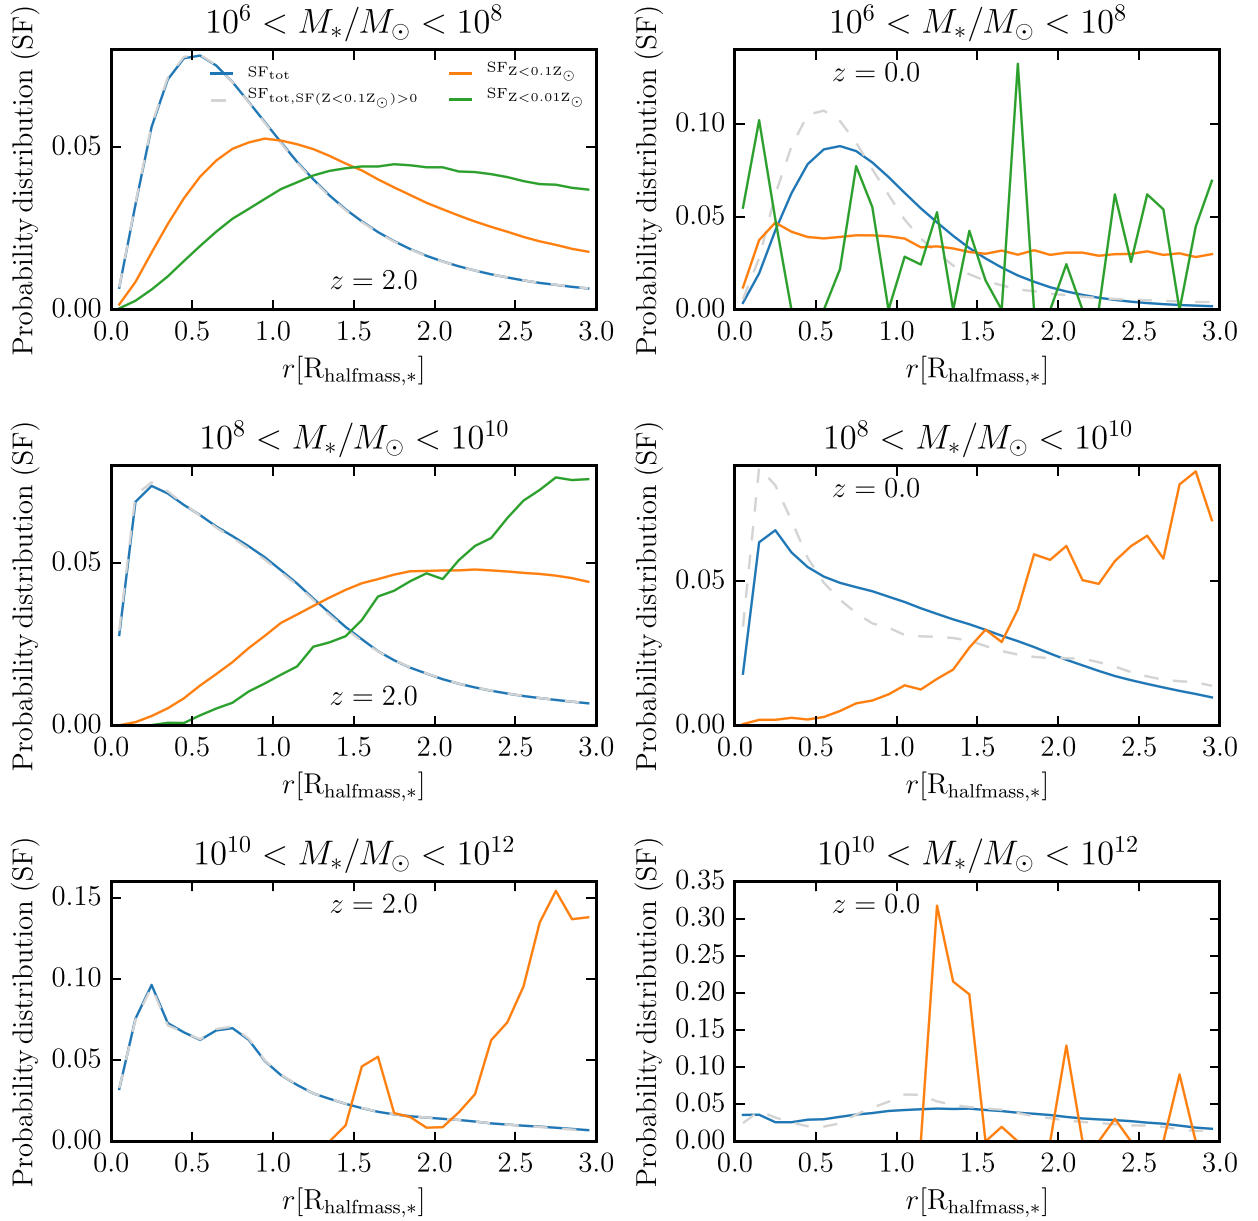 10^6 < M_*/M_⊙ < 10^8
Probability distribution (SF)
0.05
0.00
SF_tot
SF_tot,SF(Z<0.1Z_⊙)>0
SF_Z<0.1Z_⊙
SF_Z<0.01Z_⊙
z = 2.0
0.0 0.5 1.0 1.5 2.0 2.5 3.0
r[R_halfmass,*]
10^6 < M_*/M_⊙ < 10^8
Probability distribution (SF)
z = 0.0
0.10
0.05
0.00
0.0 0.5 1.0 1.5 2.0 2.5 3.0
r[R_halfmass,*]
10^8 < M_*/M_⊙ < 10^10
Probability distribution (SF)
0.05
0.00
z = 2.0
0.0 0.5 1.0 1.5 2.0 2.5 3.0
r[R_halfmass,*]
10^8 < M_*/M_⊙ < 10^10
Probability distribution (SF)
z = 0.0
0.05
0.00
0.0 0.5 1.0 1.5 2.0 2.5 3.0
r[R_halfmass,*]
10^10 < M_*/M_⊙ < 10^12
Probability distribution (SF)
z = 2.0
0.15
0.10
0.05
0.00
0.0 0.5 1.0 1.5 2.0 2.5 3.0
r[R_halfmass,*]
10^10 < M_*/M_⊙ < 10^12
Probability distribution (SF)
z = 0.0
0.35
0.30
0.25
0.20
0.15
0.10
0.05
0.00
0.0 0.5 1.0 1.5 2.0 2.5 3.0
r[R_halfmass,*]